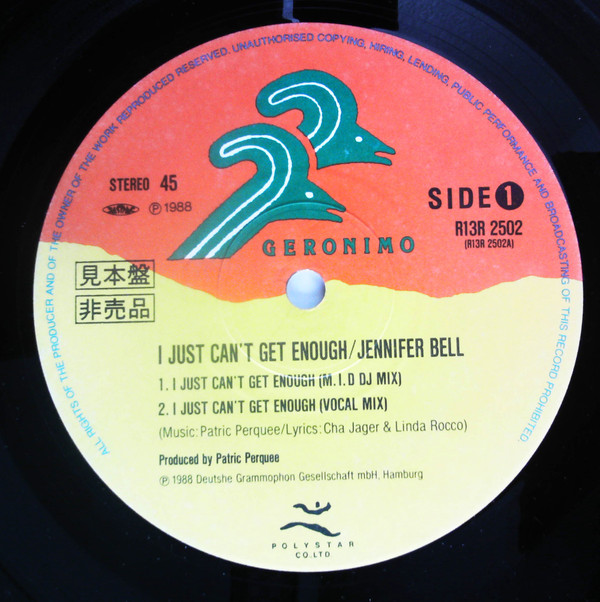 ALL RIGHTS OF THE PRODUCER AND OF THE OWNER OF THE WORK REPRODUCED RESERVED. UNAUTHORISED COPYING, HIRING, LENDING, PUBLIC PERFORMANCE AND BROADCASTING OF THIS RECORD PROHIBITED.
GERONIMO
STEREO 45
Ⓟ 1988
SIDE 1
R13R 2502
(R13R 2502A)
見本盤
非売品
I JUST CAN'T GET ENOUGH/JENNIFER BELL
1. I JUST CAN'T GET ENOUGH (M.I.D DJ MIX)
2. I JUST CAN'T GET ENOUGH (VOCAL MIX)
(Music: Patric Perquee/Lyrics: Cha Jager & Linda Rocco)
Produced by Patric Perquee
Ⓟ 1988 Deutshe Grammophon Gesellschaft mbH, Hamburg
POLYSTAR
CO. LTD.